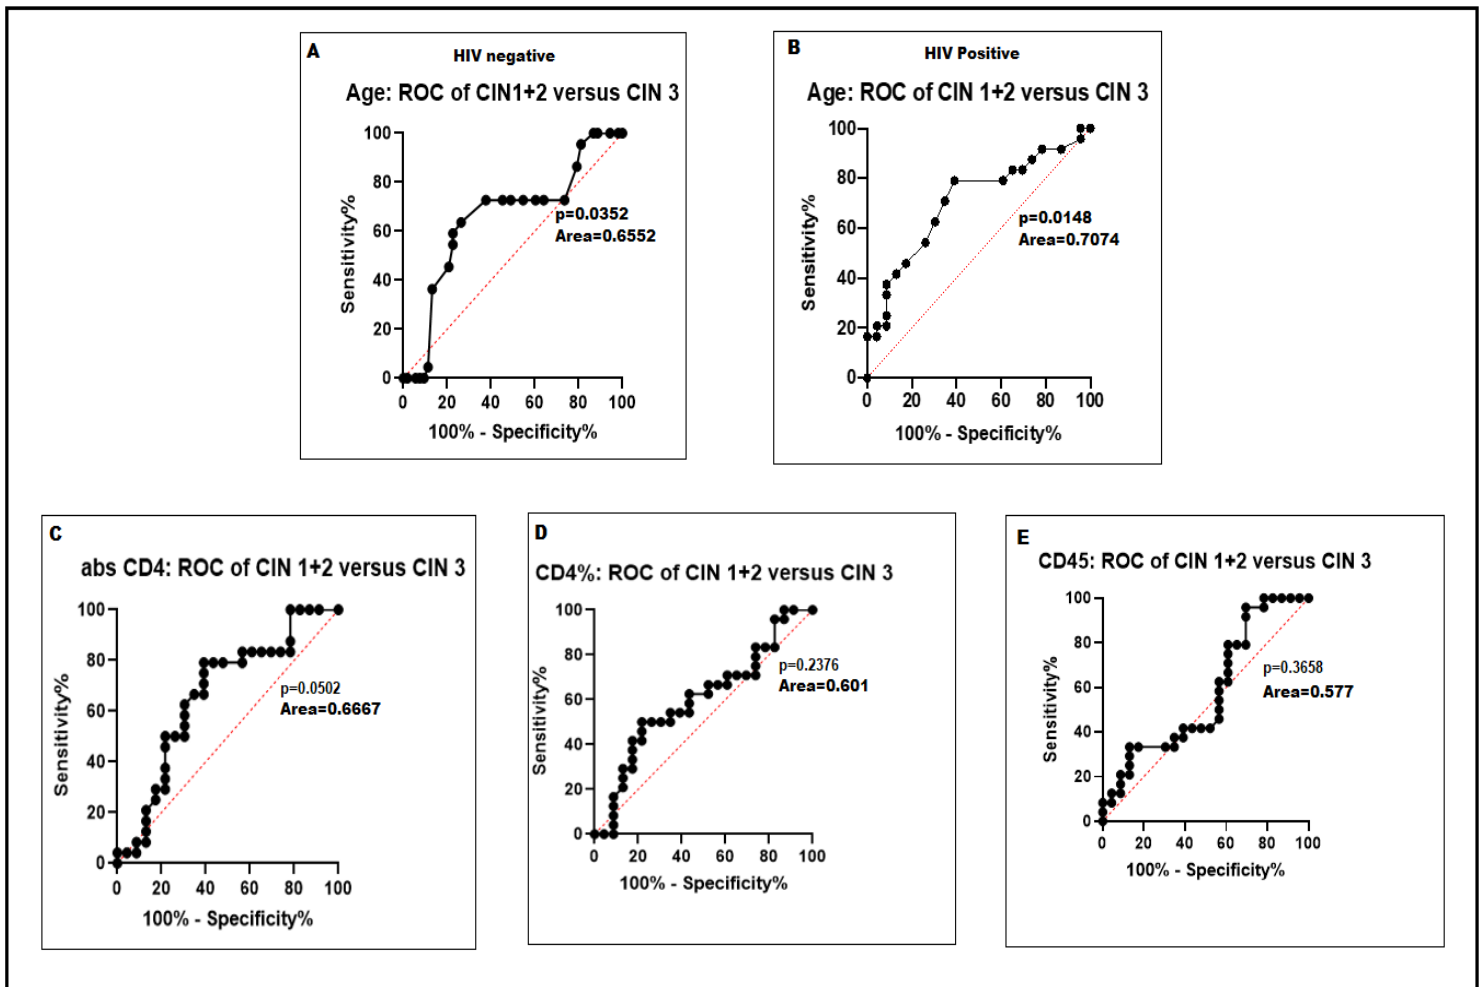 A
HIV negative
Age: ROC of CIN1+2 versus CIN 3
100
80
60
40
20
0
Sensitivity%
p=0.0352
Area=0.6552
0 20 40 60 80 100
100% - Specificity%
B
HIV Positive
Age: ROC of CIN 1+2 versus CIN 3
100
80
60
40
20
0
Sensitivity%
p=0.0148
Area=0.7074
0 20 40 60 80 100
100% - Specificity%
C
abs CD4: ROC of CIN 1+2 versus CIN 3
100
80
60
40
20
0
Sensitivity%
p=0.0502
Area=0.6667
0 20 40 60 80 100
100% - Specificity%
D
CD4%: ROC of CIN 1+2 versus CIN 3
100
80
60
40
20
0
Sensitivity%
p=0.2376
Area=0.601
0 20 40 60 80 100
100% - Specificity%
E
CD45: ROC of CIN 1+2 versus CIN 3
100
80
60
40
20
0
Sensitivity%
p=0.3658
Area=0.577
0 20 40 60 80 100
100% - Specificity%